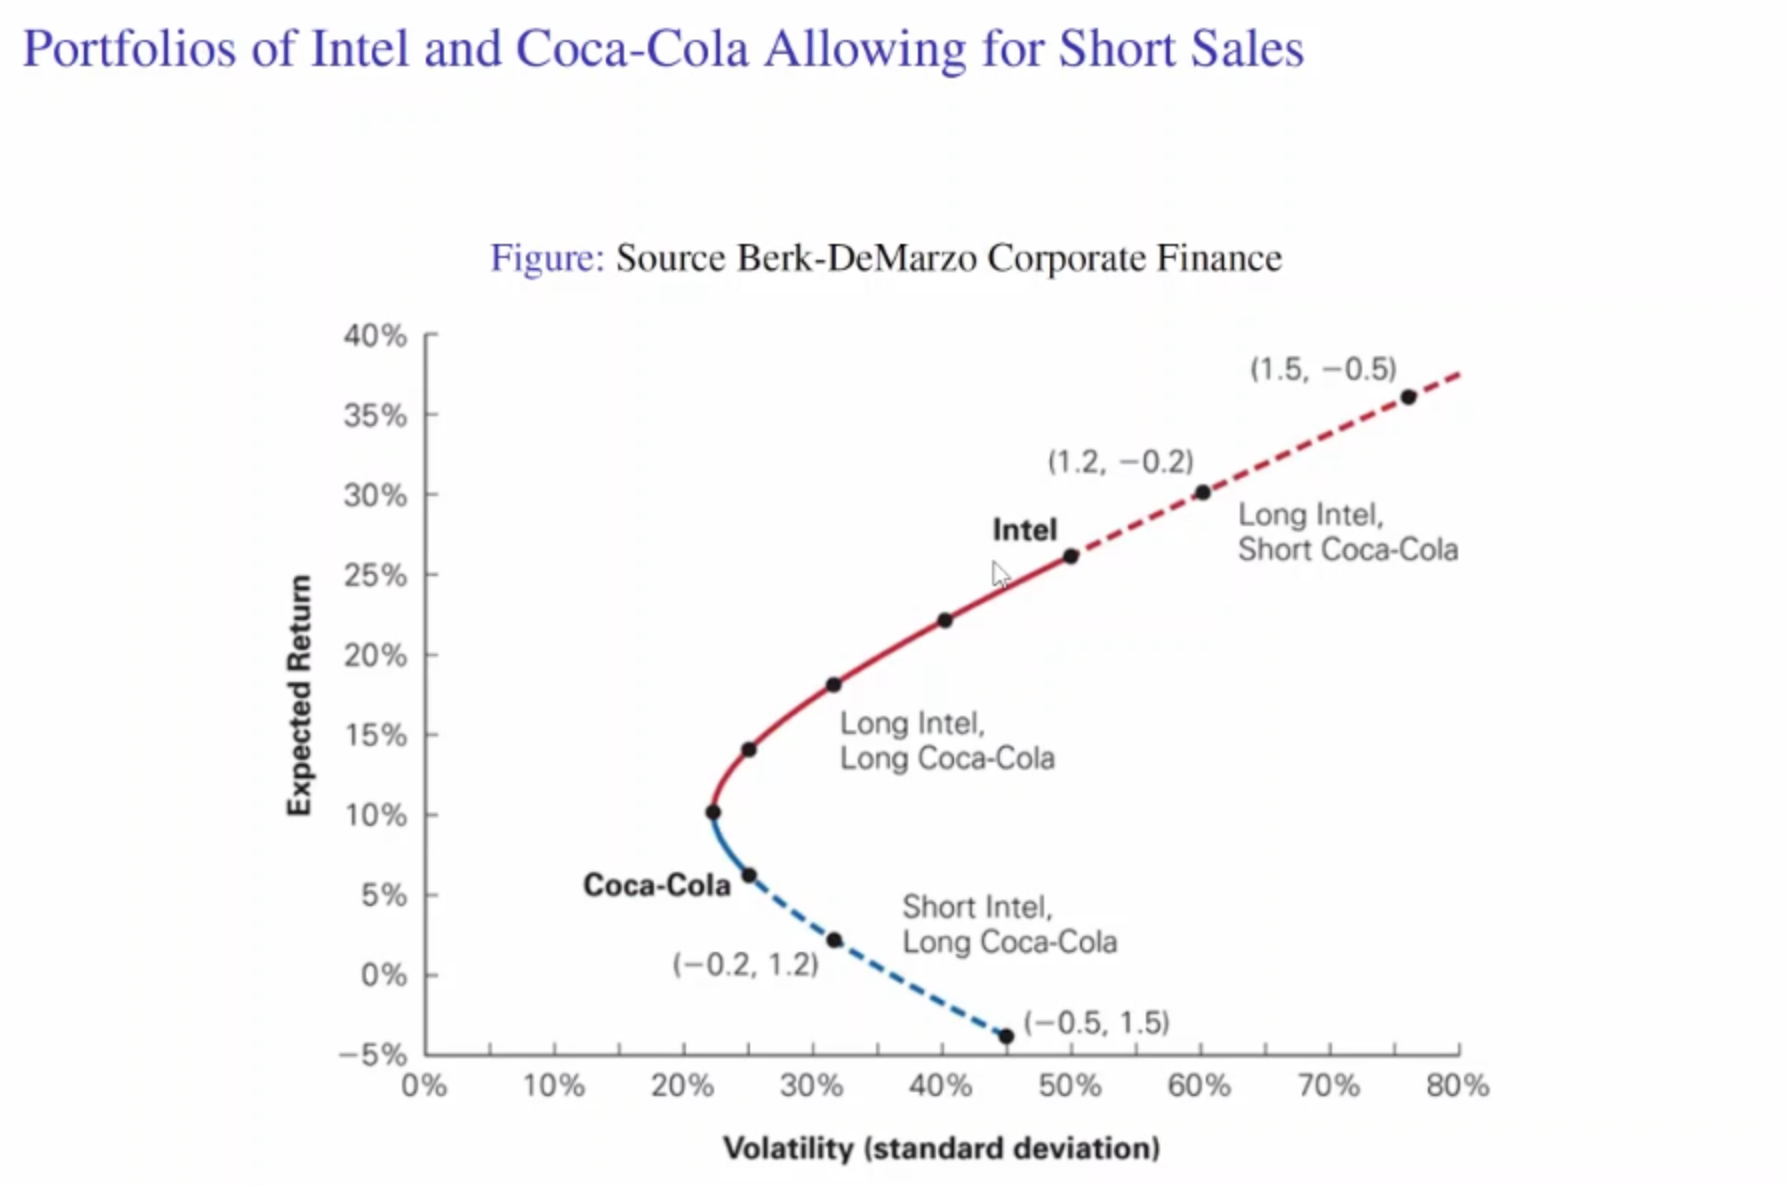 Portfolios of Intel and Coca-Cola Allowing for Short Sales
Figure: Source Berk-DeMarzo Corporate Finance
40%
35%
30%
25%
20%
15%
10%
5%
0%
−5%
Expected Return
(1.5, −0.5)
(1.2, −0.2)
Intel
Long Intel,
Short Coca-Cola
Long Intel,
Long Coca-Cola
Coca-Cola
Short Intel,
Long Coca-Cola
(−0.2, 1.2)
(−0.5, 1.5)
0% 10% 20% 30% 40% 50% 60% 70% 80%
Volatility (standard deviation)